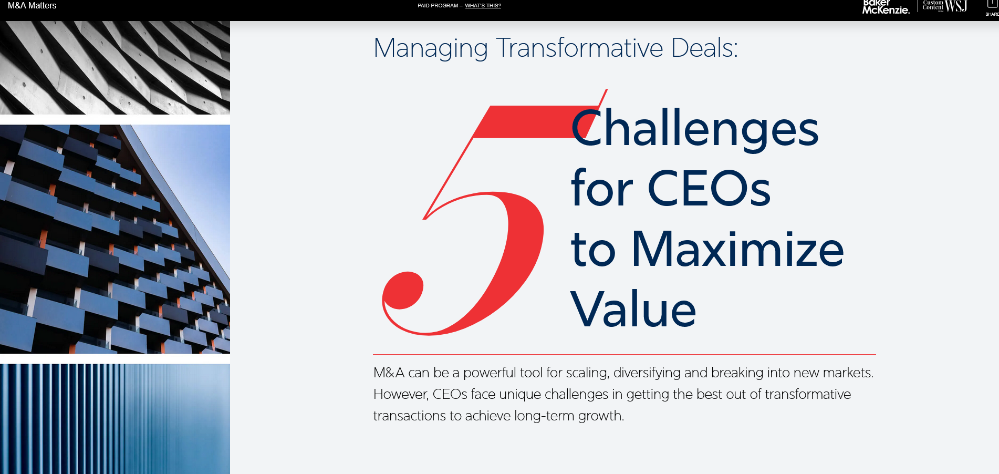 M&A Matters
PAID PROGRAM – WHAT'S THIS?
Baker
McKenzie.
Custom
Content
WSJ
SHARE
Managing Transformative Deals:
5
Challenges
for CEOs
to Maximize
Value
M&A can be a powerful tool for scaling, diversifying and breaking into new markets.
However, CEOs face unique challenges in getting the best out of transformative
transactions to achieve long-term growth.